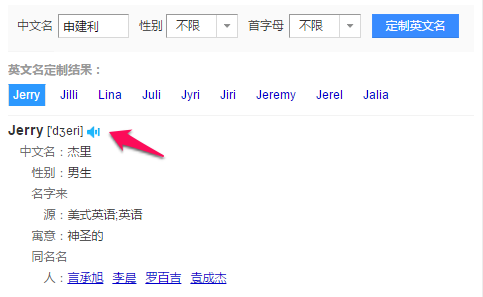 中文名 申建利 性别 不限 首字母 不限 定制英文名
英文名定制结果：
Jerry Jilli Lina Juli Jyri Jiri Jeremy Jerel Jalia
Jerry ['dʒeri]
中文名：杰里
性别：男生
名字来
源：美式英语;英语
寓意：神圣的
同名名
人：言承旭 李晨 罗百吉 袁成杰